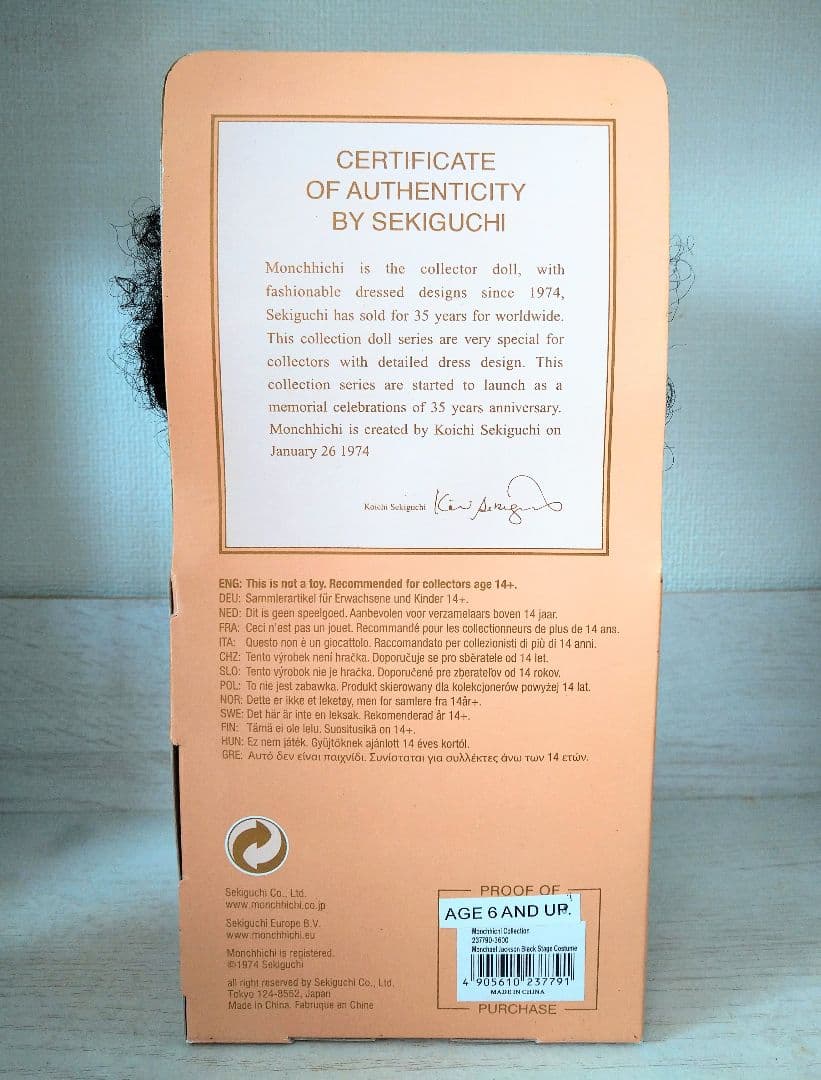 CERTIFICATE
OF AUTHENTICITY
BY SEKIGUCHI
Monchhichi is the collector doll, with
fashionable dressed designs since 1974,
Sekiguchi has sold for 35 years for worldwide.
This collection doll series are very special for
collectors with detailed dress design. This
collection series are started to launch as a
memorial celebrations of 35 years anniversary.
Monchhichi is created by Koichi Sekiguchi on
January 26 1974
Koichi Sekiguchi
ENG: This is not a toy. Recommended for collectors age 14+.
DEU: Sammlerartikel für Erwachsene und Kinder 14+.
NED: Dit is geen speelgoed. Aanbevolen voor verzamelaars boven 14 jaar.
FRA: Ceci n'est pas un jouet. Recommandé pour les collectionneurs de plus de 14 ans.
ITA: Questo non è un giocattolo. Raccomandato per collezionisti di più di 14 anni.
CHZ: Tento výrobek není hračka. Doporučuje se pro sběratele od 14 let.
SLO: Tento výrobok nie je hračka. Doporučené pre zberateľov od 14 rokov.
POL: To nie jest zabawka. Produkt skierowany dla kolekcjonerów powyżej 14 lat.
NOR: Dette er ikke et leketøy, men for samlere fra 14år+.
SWE: Det här är inte en leksak. Rekomenderad år 14+.
FIN: Tämä ei ole lelu. Suositusikä on 14+.
HUN: Ez nem játék. Gyűjtőknek ajánlott 14 éves kortól.
GRE: Αυτό δεν είναι παιχνίδι. Συνίσταται για συλλέκτες άνω των 14 ετών.
Sekiguchi Co., Ltd.
www.monchhichi.co.jp
Sekiguchi Europe B.V.
www.monchhichi.eu
Monchhichi is registered.
©1974 Sekiguchi
all right reserved by Sekiguchi Co., Ltd.
Tokyo 124-8552, Japan
Made in China. Fabrique en Chine
PROOF OF
AGE 6 AND UP.
Monchhichi Collection
237790-3600
Monchael Jackson Black Stage Costume
4 905610 237791
MADE IN CHINA
PURCHASE